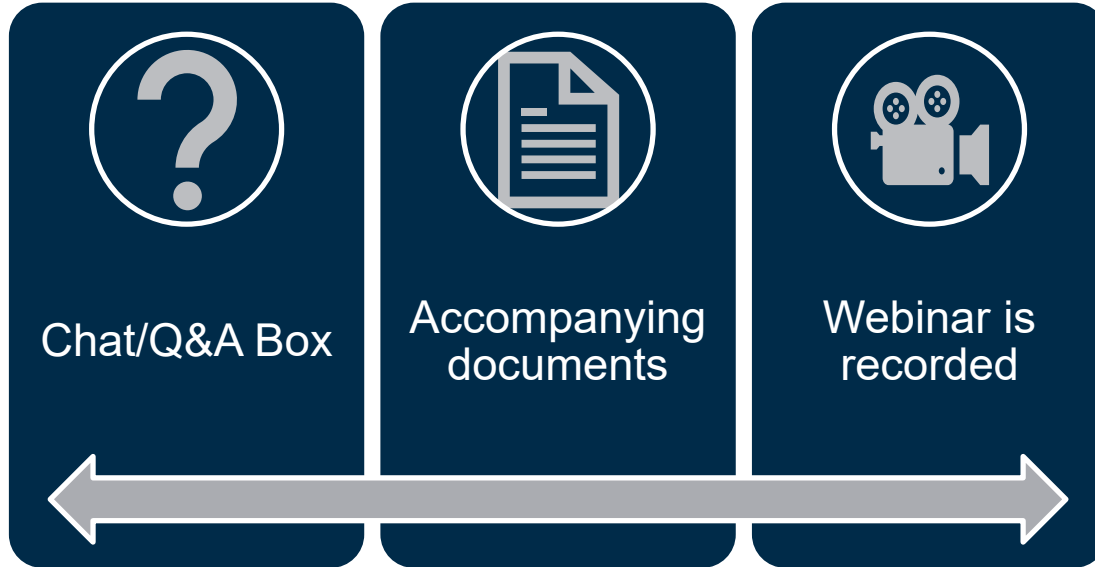 Chat/Q&A Box
Accompanying
documents
Webinar is
recorded